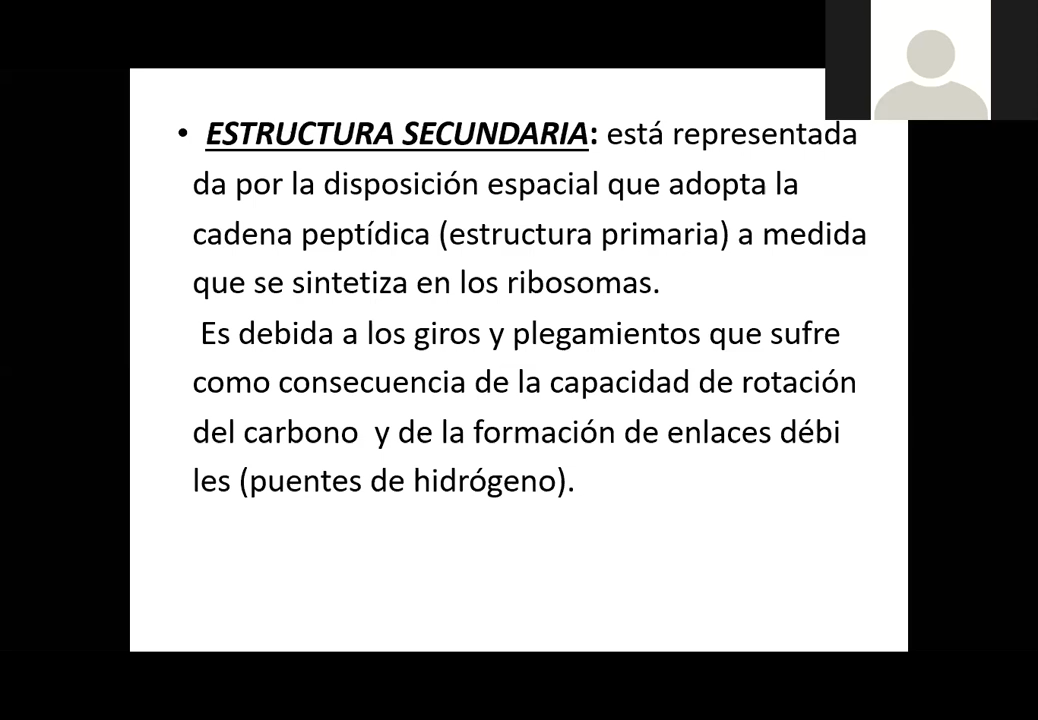 • ESTRUCTURA SECUNDARIA: está representada
da por la disposición espacial que adopta la
cadena peptídica (estructura primaria) a medida
que se sintetiza en los ribosomas.
Es debida a los giros y plegamientos que sufre
como consecuencia de la capacidad de rotación
del carbono y de la formación de enlaces débi
les (puentes de hidrógeno).